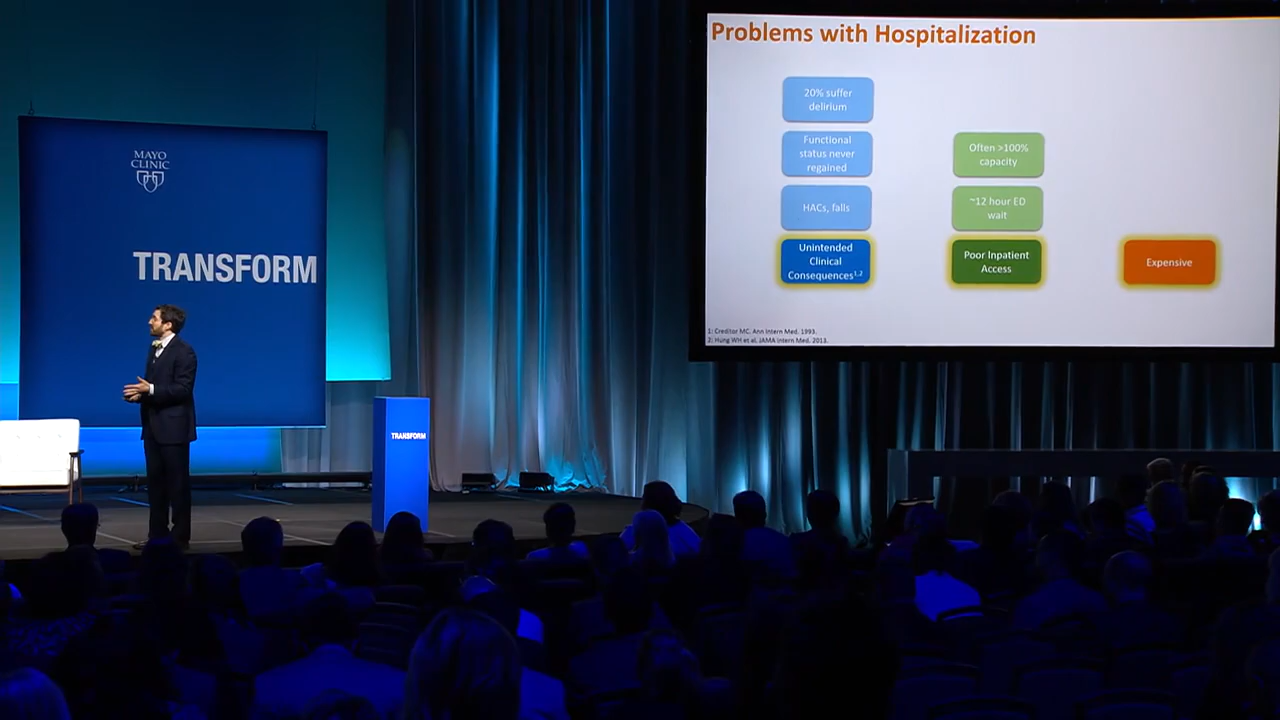 MAYO
CLINIC
TRANSFORM
TRANSFORM
Problems with Hospitalization
20% suffer
delirium
Functional
status never
regained
HACs, falls
Unintended
Clinical
Consequences1,2
Often >100%
capacity
~12 hour ED
wait
Poor Inpatient
Access
Expensive
1: Creditor MC. Ann Intern Med. 1993.
2: Hung WH et al. JAMA Intern Med. 2013.